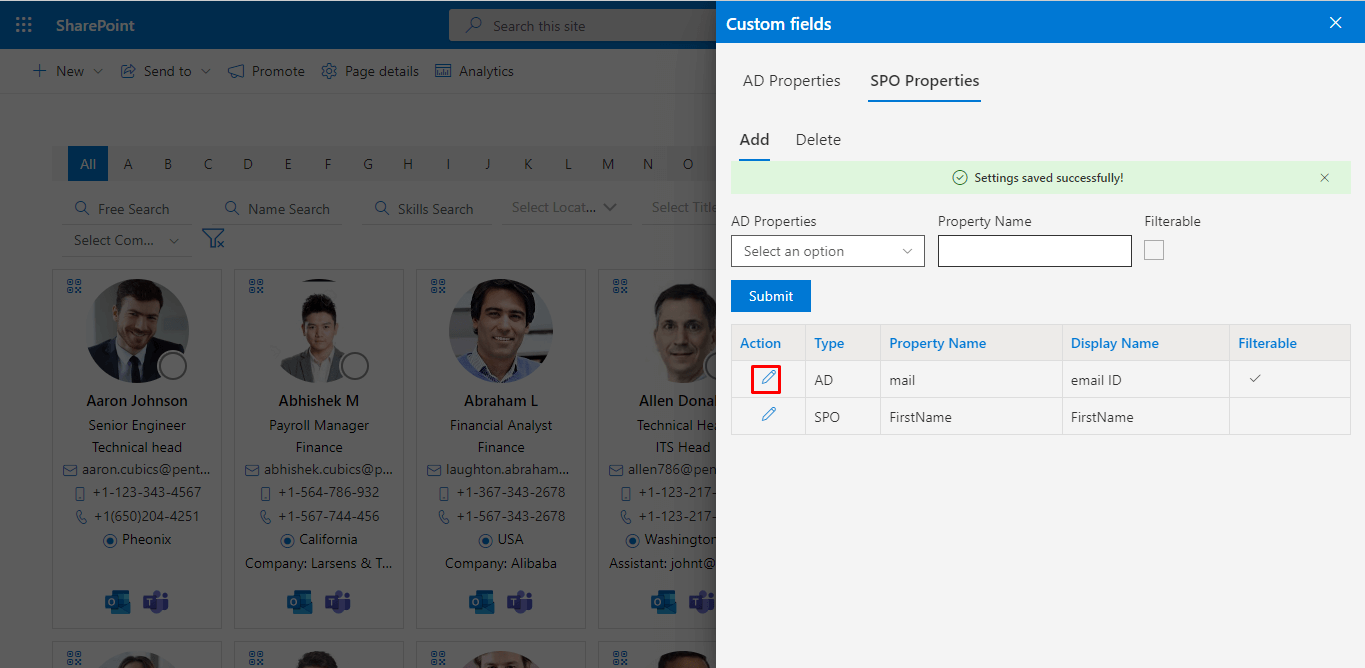 SharePoint
Search this site
New
Send to
Promote
Page details
Analytics
All A B C D E F G H I J K L M N O
Free Search
Name Search
Skills Search
Select Locat...
Select Title
Select Com...
Aaron Johnson
Senior Engineer
Technical head
aaron.cubics@pent...
+1-123-343-4567
+1(650)204-4251
Pheonix
Abhishek M
Payroll Manager
Finance
abhishek.cubics@p...
+1-564-786-932
+1-567-744-456
California
Company: Larsens & T...
Abraham L
Financial Analyst
Finance
laughton.abraham...
+1-367-343-2678
+1-567-343-2678
USA
Company: Alibaba
Allen Donal
Technical Hea
ITS Head
allen786@pen
+1-123-217-
+1-123-217-
Washington
Assistant: johnt@
Custom fields
AD Properties
SPO Properties
Add
Delete
Settings saved successfully!
AD Properties
Property Name
Filterable
Select an option
Submit
Action Type Property Name Display Name Filterable
AD mail email ID
SPO FirstName FirstName